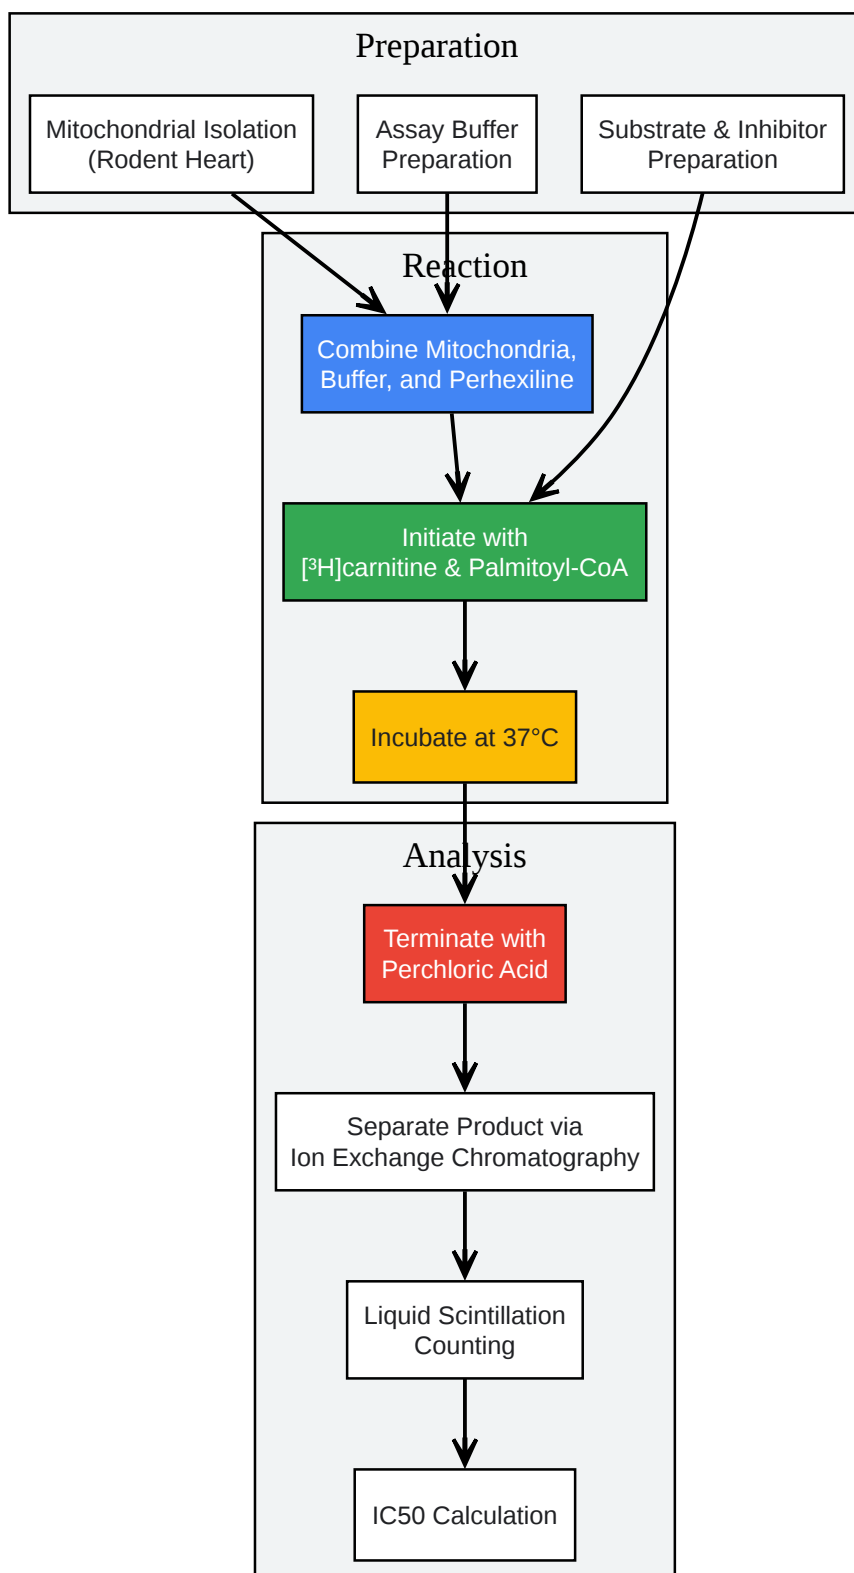 Preparation
Mitochondrial Isolation
(Rodent Heart)
Assay Buffer
Preparation
Substrate & Inhibitor
Preparation
Reaction
Combine Mitochondria,
Buffer, and Perhexiline
Initiate with
[³H]carnitine & Palmitoyl-CoA
Incubate at 37°C
Analysis
Terminate with
Perchloric Acid
Separate Product via
Ion Exchange Chromatography
Liquid Scintillation
Counting
IC50 Calculation